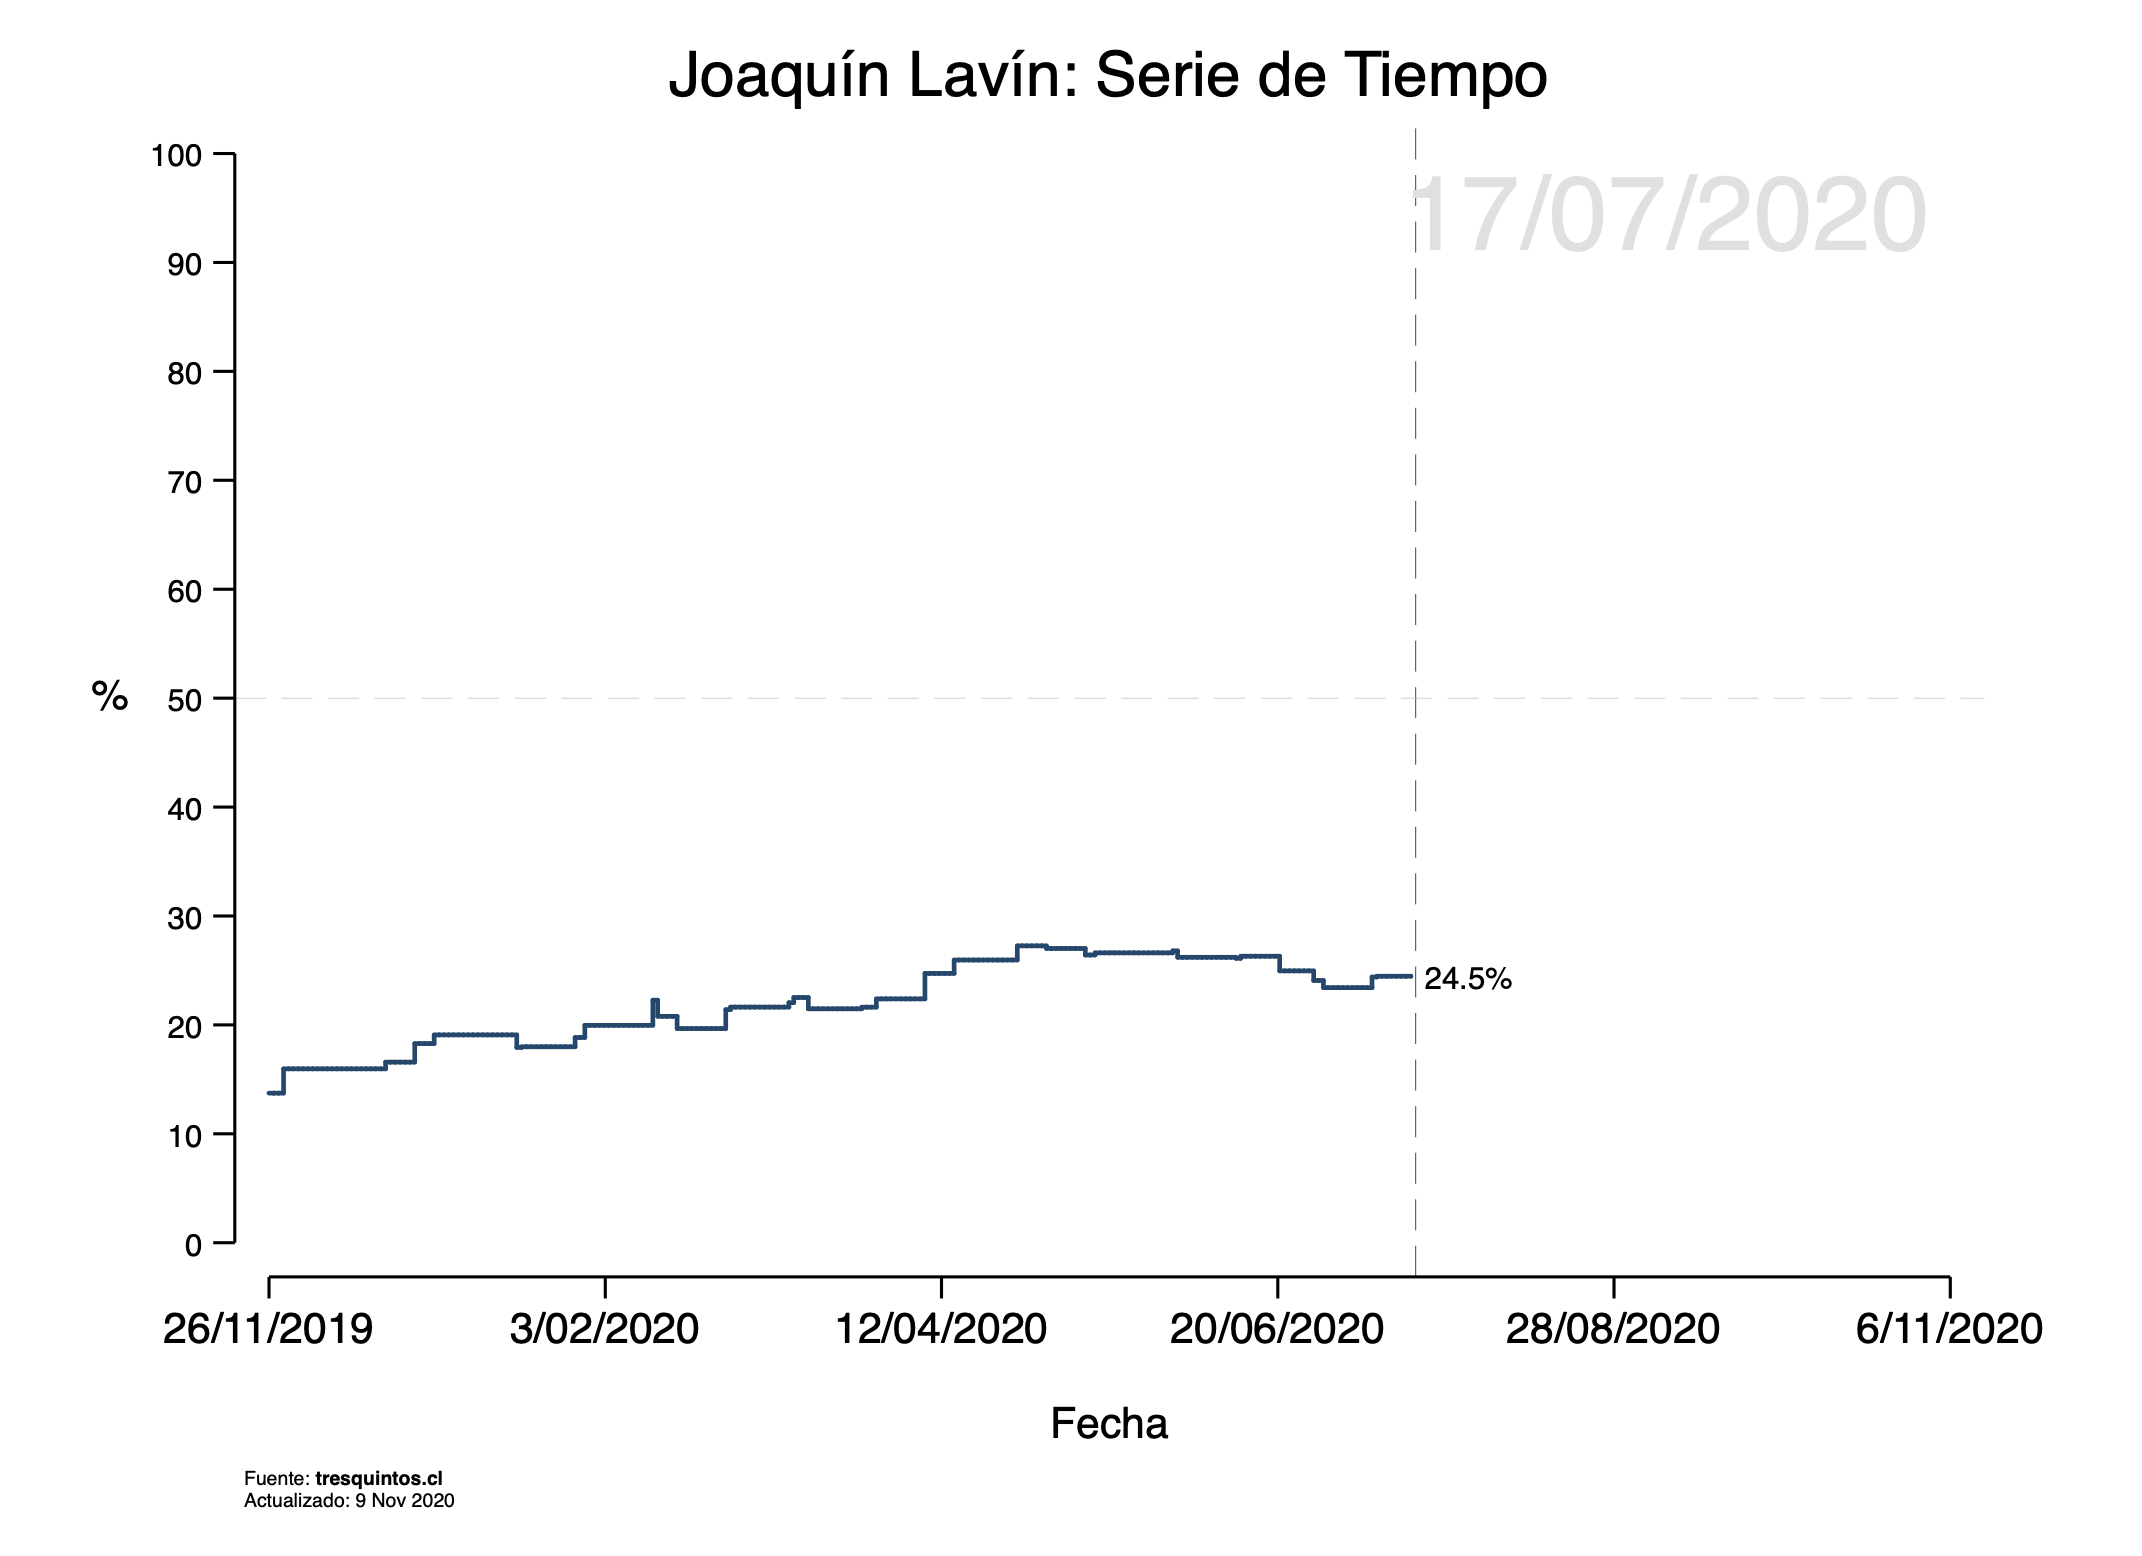 Joaquín Lavín: Serie de Tiempo
17/07/2020
100
90
80
70
60
50
40
30
20
10
0
%
24.5%
26/11/2019 3/02/2020 12/04/2020 20/06/2020 28/08/2020 6/11/2020
Fecha
Fuente: tresquintos.cl
Actualizado: 9 Nov 2020